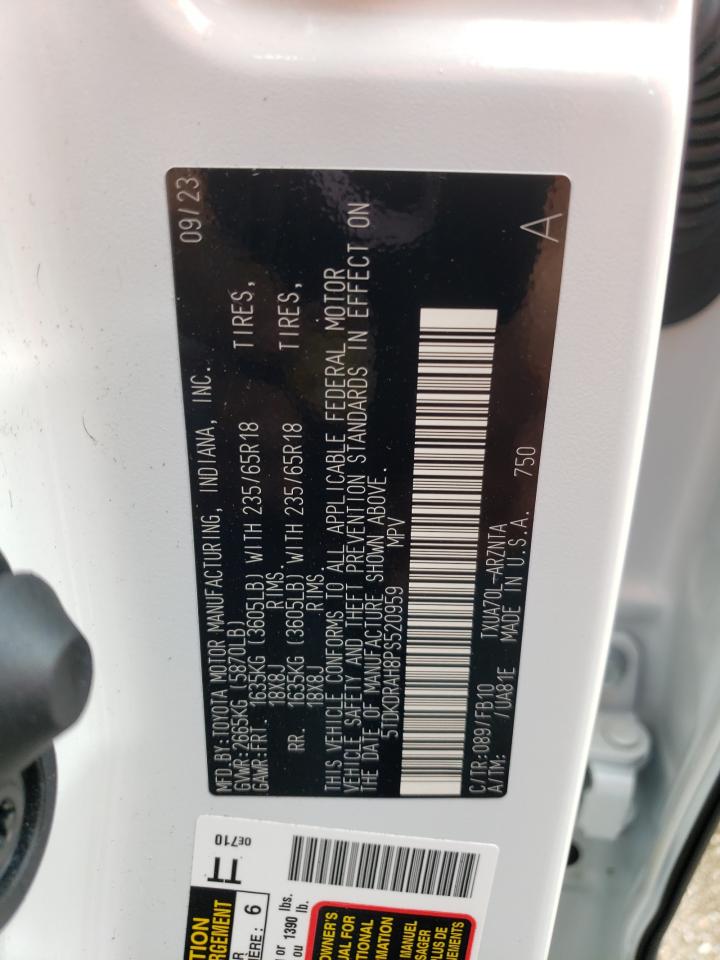 MFD.BY:TOYOTA MOTOR MANUFACTURING, INDIANA, INC. 09/23
GVWR:2665KG (5870LB)
GAWR:FRT. 1635KG (3605LB) WITH 235/65R18 TIRES,
18X8J RIMS.
RR. 1635KG (3605LB) WITH 235/65R18 TIRES,
18X8J RIMS.
THIS VEHICLE CONFORMS TO ALL APPLICABLE FEDERAL MOTOR
VEHICLE SAFETY AND THEFT PREVENTION STANDARDS IN EFFECT ON
THE DATE OF MANUFACTURE SHOWN ABOVE.
5TDKDRAH8PS520959 MPV
C/TR:089/FB10 TXUA70L-ARZNTA
A/TM: /UA81E MADE IN U.S.A. 750 A
0E710
TT
6
1390 lb.